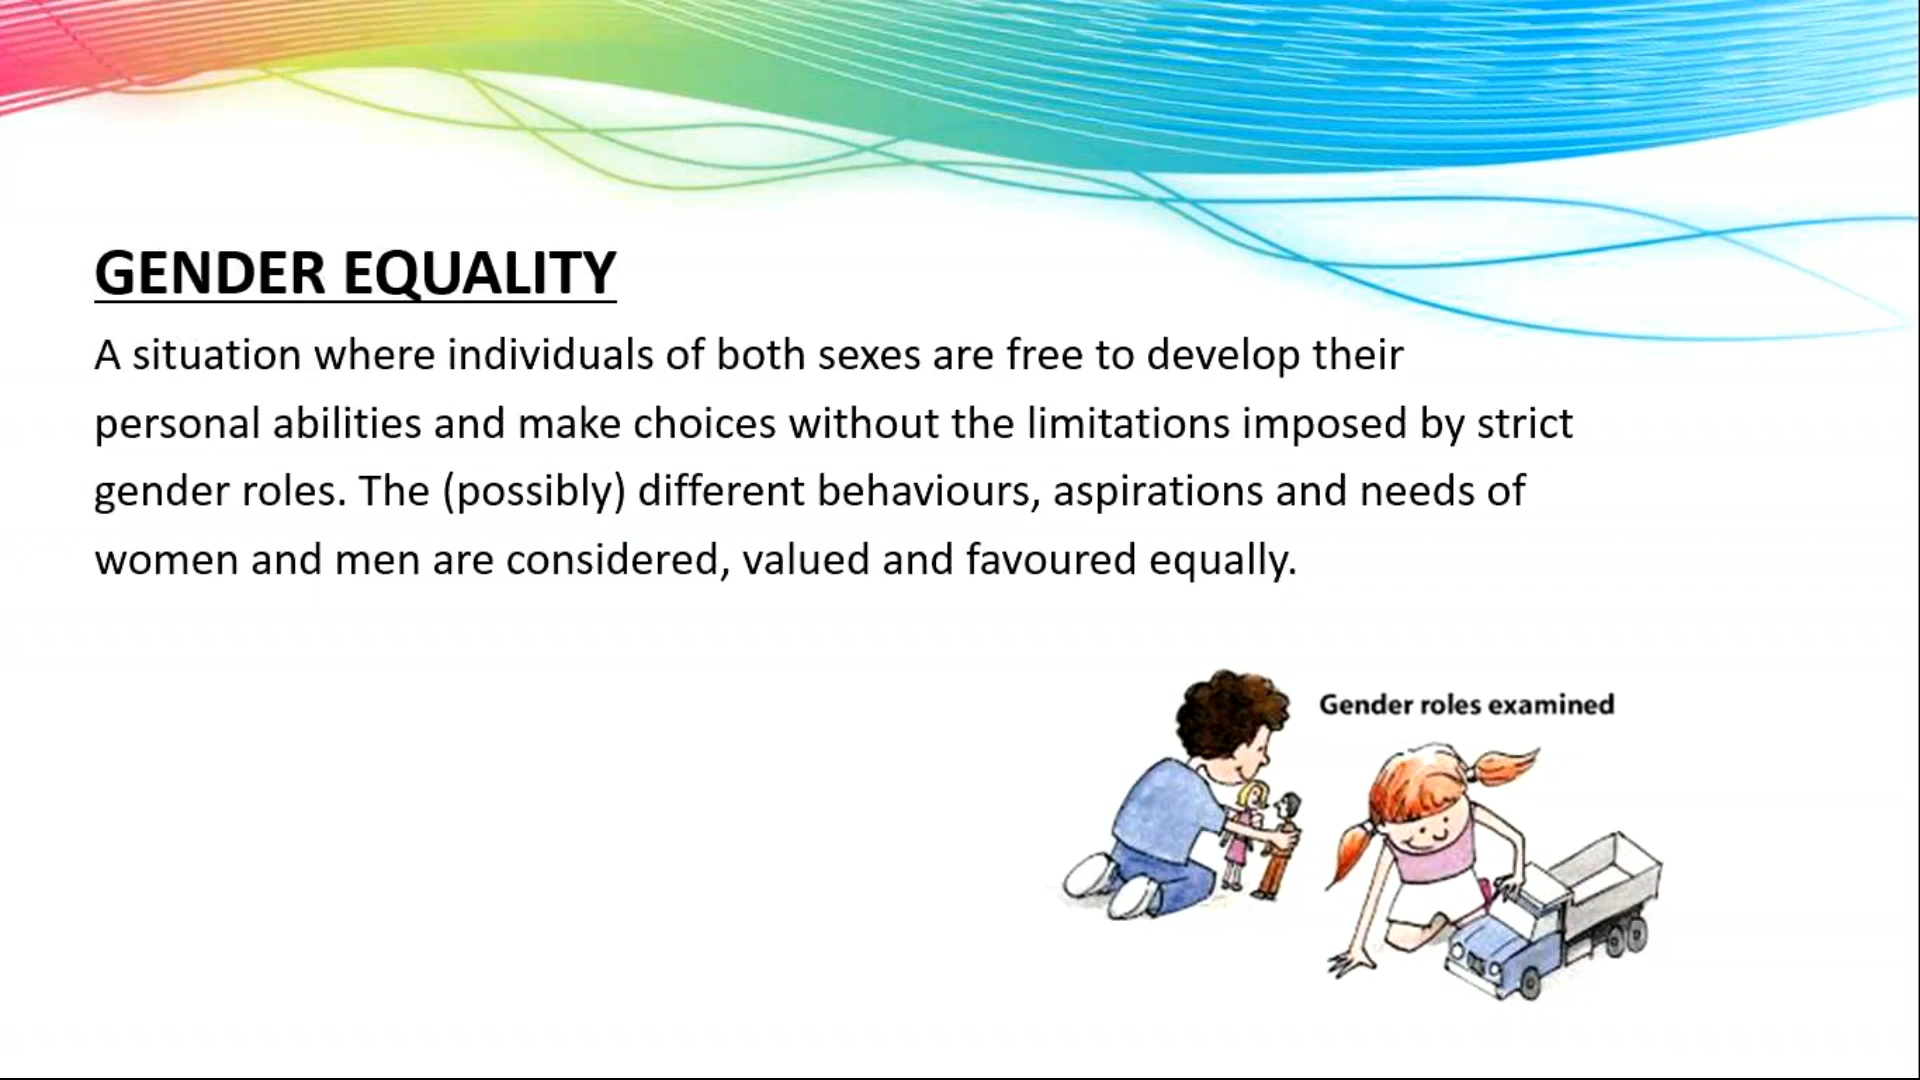 GENDER EQUALITY
A situation where individuals of both sexes are free to develop their
personal abilities and make choices without the limitations imposed by strict
gender roles. The (possibly) different behaviours, aspirations and needs of
women and men are considered, valued and favoured equally.
Gender roles examined